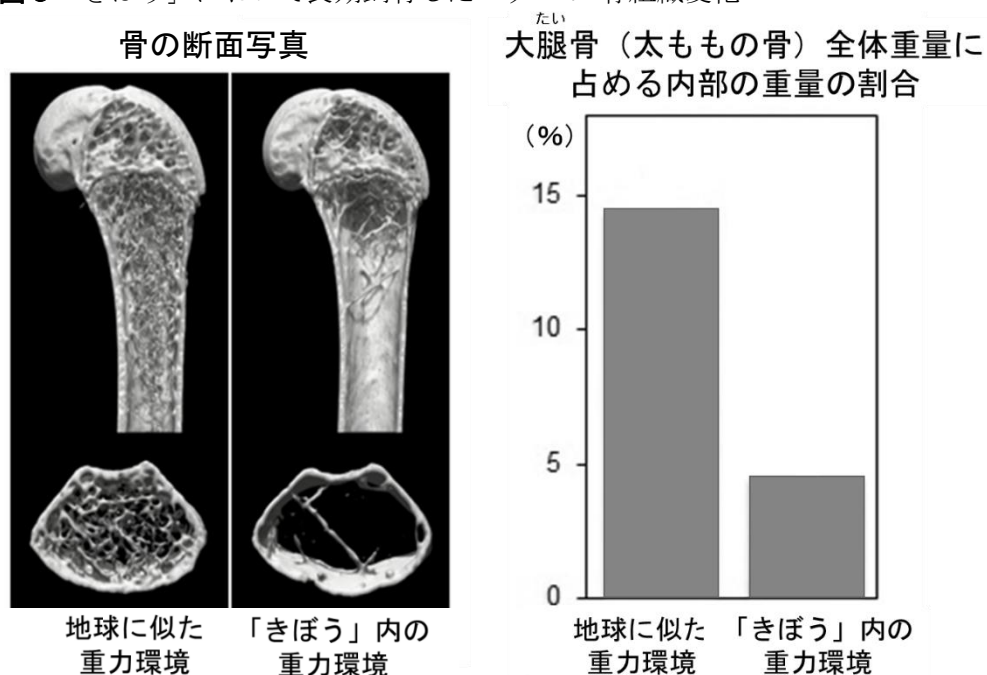 骨の断面写真
たい
大腿骨（太ももの骨）全体重量に
占める内部の重量の割合
（%）
15
10
5
0
地球に似た
重力環境
「きぼう」内の
重力環境
地球に似た
重力環境
「きぼう」内の
重力環境